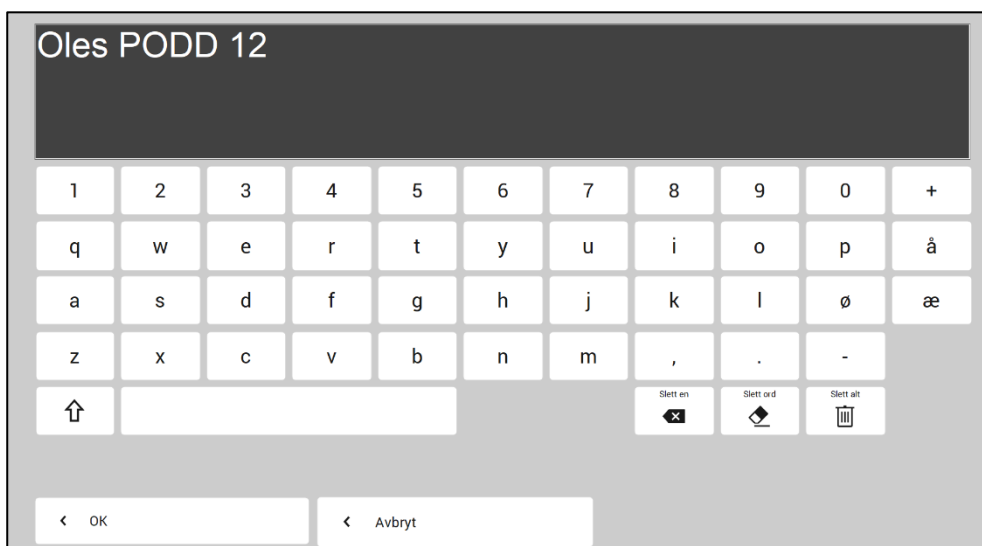 Oles PODD 12
1 2 3 4 5 6 7 8 9 0 +
q w e r t y u i o p å
a s d f g h j k l ø æ
z x c v b n m , . -
Slett en Slett ord Slett alt
OK Avbryt